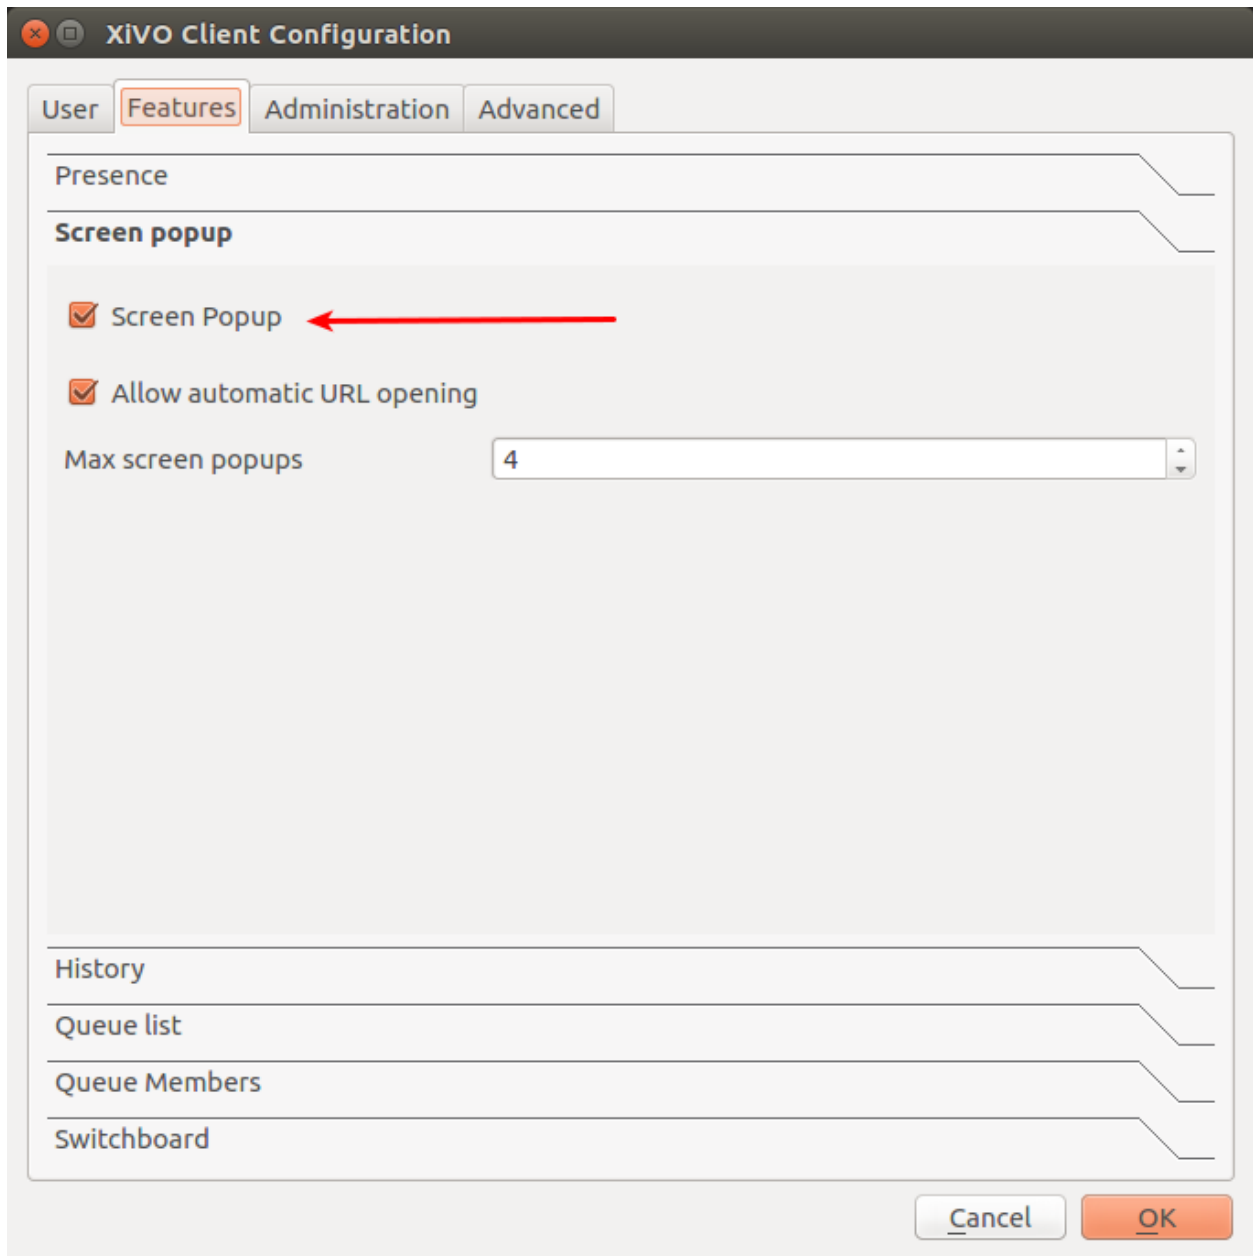 XiVO Client Configuration
User Features Administration Advanced
Presence
Screen popup
Screen Popup
Allow automatic URL opening
Max screen popups 4
History
Queue list
Queue Members
Switchboard
Cancel OK